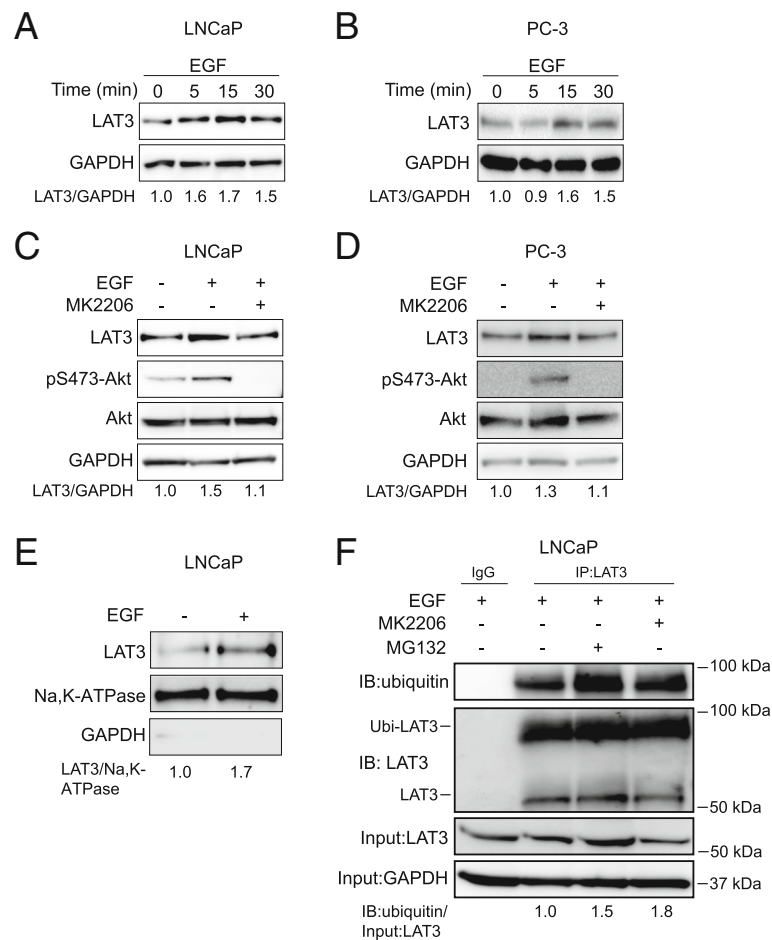 A
LNCaP
EGF
Time (min) 0 5 15 30
LAT3
GAPDH
LAT3/GAPDH 1.0 1.6 1.7 1.5
B
PC-3
EGF
Time (min) 0 5 15 30
LAT3
GAPDH
LAT3/GAPDH 1.0 0.9 1.6 1.5
C
LNCaP
EGF - + +
MK2206 - - +
LAT3
pS473-Akt
Akt
GAPDH
LAT3/GAPDH 1.0 1.5 1.1
D
PC-3
EGF - + +
MK2206 - - +
LAT3
pS473-Akt
Akt
GAPDH
LAT3/GAPDH 1.0 1.3 1.1
E
LNCaP
EGF - +
LAT3
Na,K-ATPase
GAPDH
LAT3/Na,K- 1.0 1.7
ATPase
F
LNCaP
IgG IP:LAT3
EGF + + + +
MK2206 - - - +
MG132 - - + -
IB:ubiquitin
100 kDa
Ubi-LAT3
100 kDa
IB: LAT3
LAT3
50 kDa
Input:LAT3
50 kDa
Input:GAPDH
37 kDa
IB:ubiquitin/ 1.0 1.5 1.8
Input:LAT3